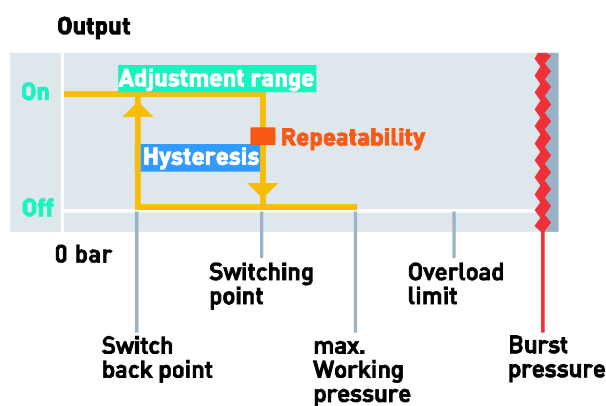 Output
On
Adjustment range
Repeatability
Hysteresis
Off
0 bar
Switching
point
Overload
limit
Switch
back point
max.
Working
pressure
Burst
pressure